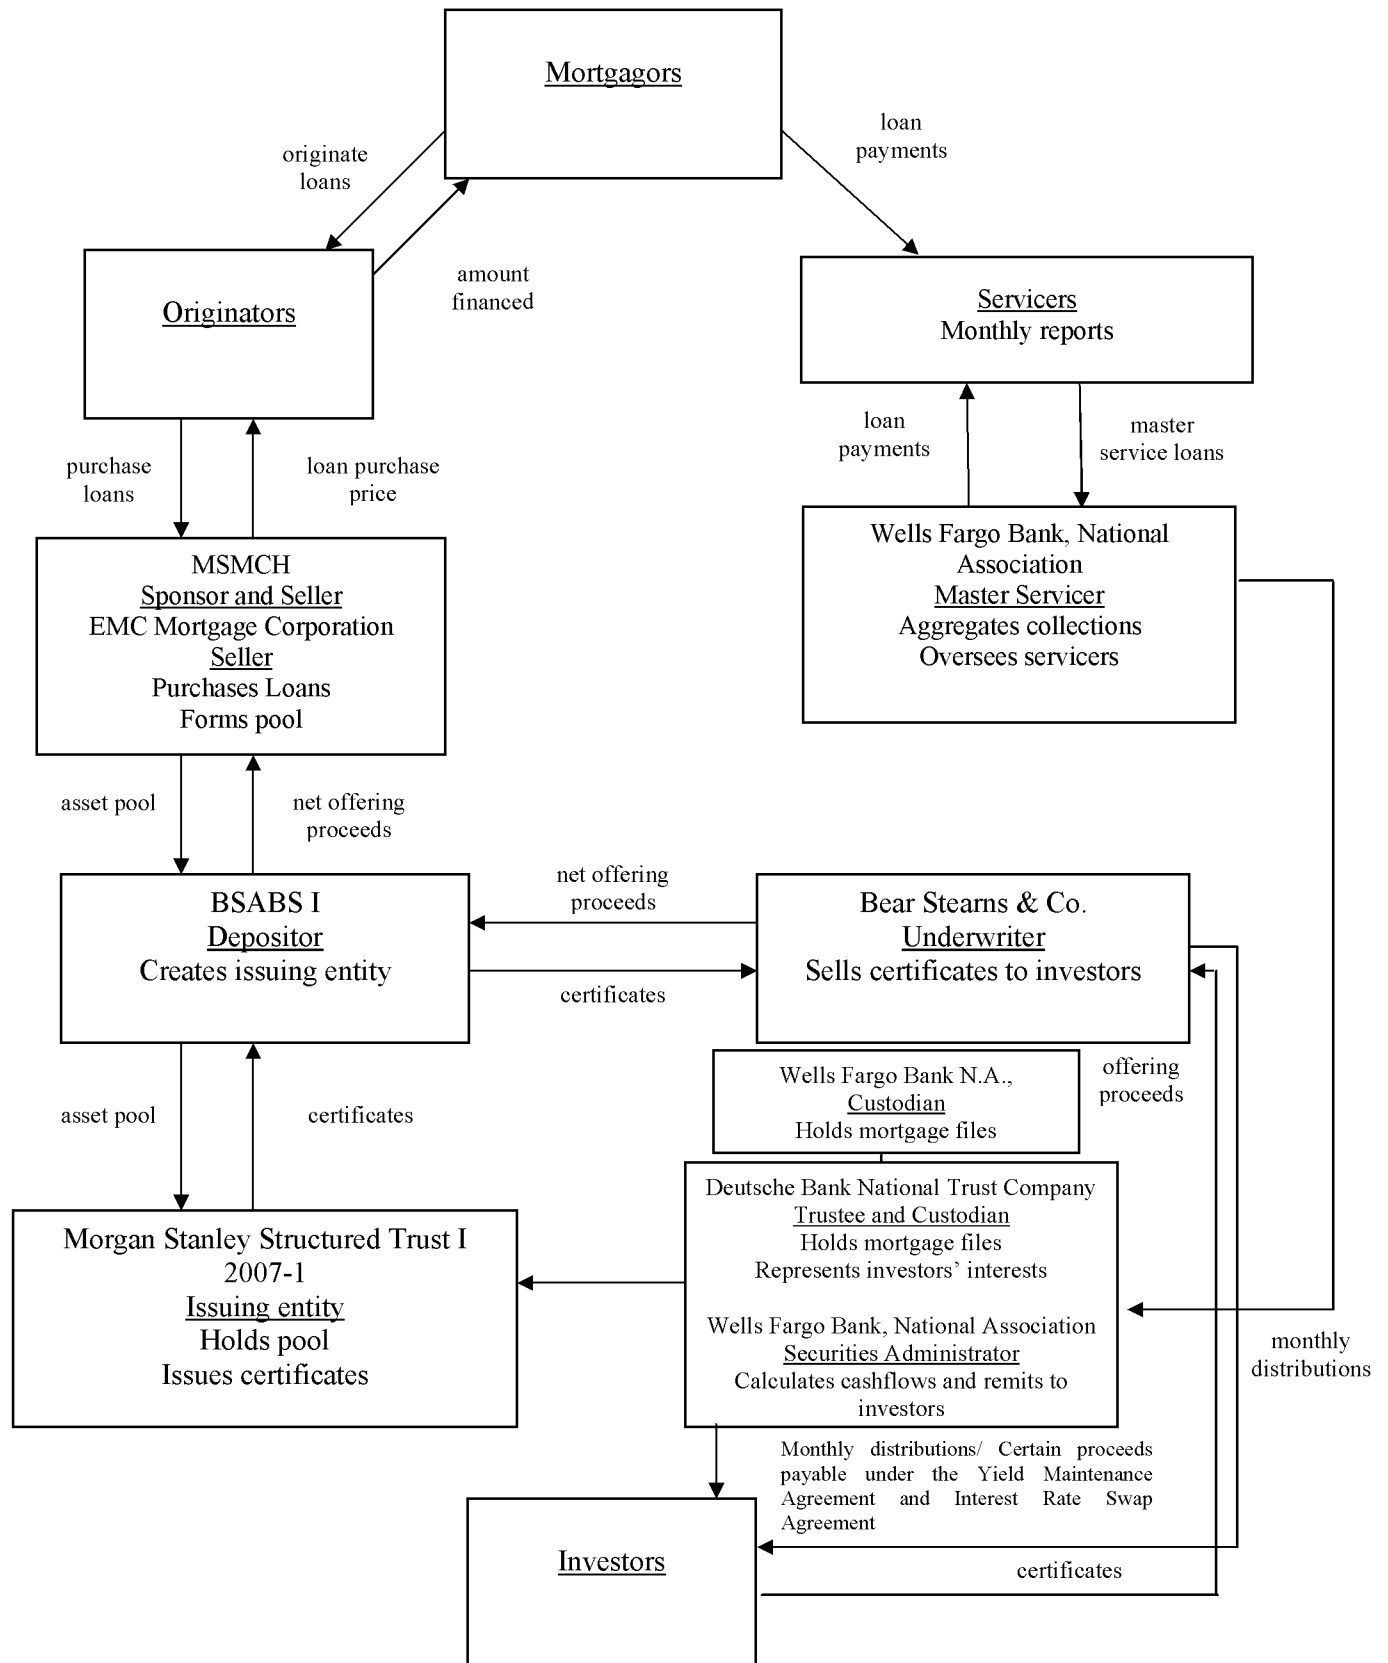 Mortgagors
loan
payments
originate
loans
amount
financed
Originators
Servicers
Monthly reports
purchase
loans
loan purchase
price
loan
payments
master
service loans
MSMCH
Sponsor and Seller
EMC Mortgage Corporation
Seller
Purchases Loans
Forms pool
Wells Fargo Bank, National
Association
Master Servicer
Aggregates collections
Oversees servicers
asset pool
net offering
proceeds
BSABS I
Depositor
Creates issuing entity
net offering
proceeds
certificates
Bear Stearns & Co.
Underwriter
Sells certificates to investors
asset pool
certificates
Wells Fargo Bank N.A.,
Custodian
Holds mortgage files
offering
proceeds
Morgan Stanley Structured Trust I
2007-1
Issuing entity
Holds pool
Issues certificates
Deutsche Bank National Trust Company
Trustee and Custodian
Holds mortgage files
Represents investors’ interests
Wells Fargo Bank, National Association
Securities Administrator
Calculates cashflows and remits to
investors
monthly
distributions
Monthly distributions/ Certain proceeds
payable under the Yield Maintenance
Agreement and Interest Rate Swap
Agreement
Investors
certificates